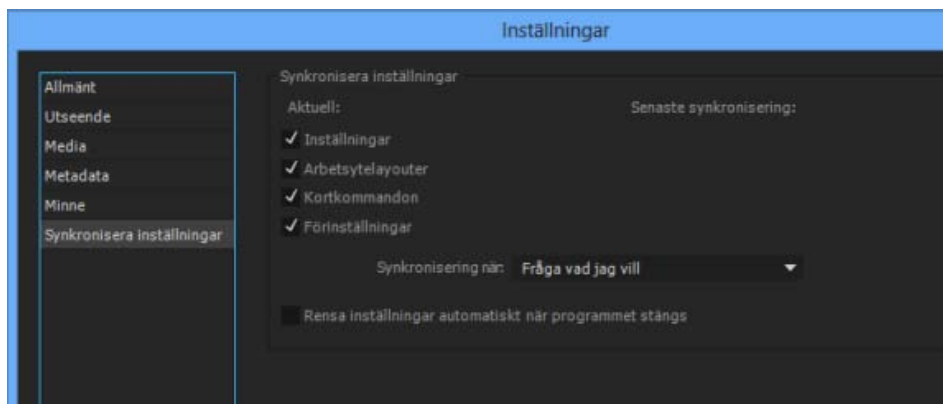 Inställningar
Allmänt
Utseende
Media
Metadata
Minne
Synkronisera inställningar
Synkronisera inställningar
Aktuell:
Senaste synkronisering:
Inställningar
Arbetsytelayouter
Kortkommandon
Förinställningar
Synkronisering när: Fråga vad jag vill
Rensa inställningar automatiskt när programmet stängs